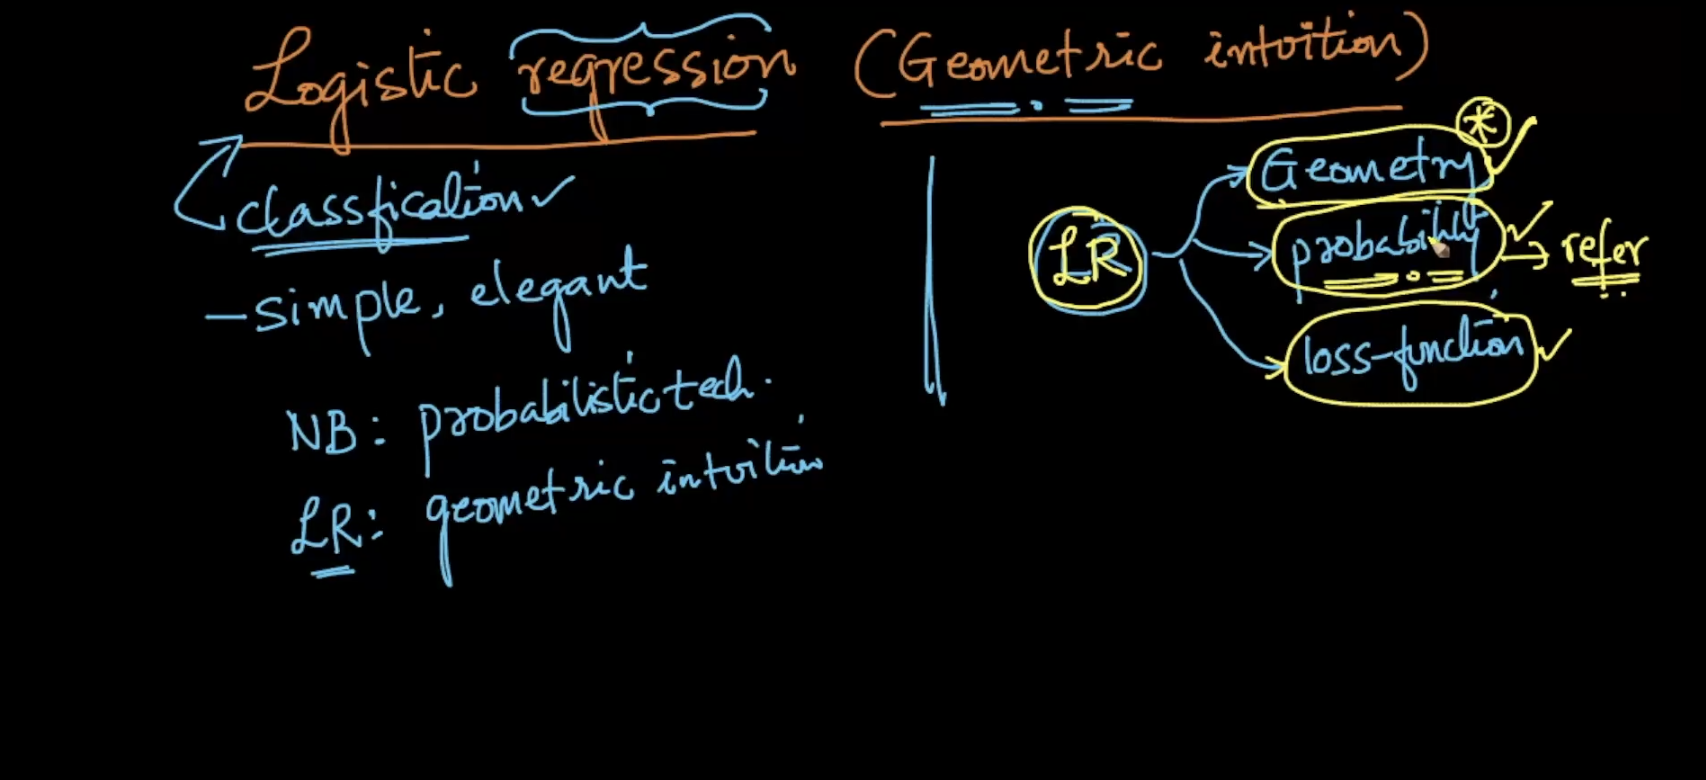 Logistic regression (Geometric intuition)
classfication
- simple, elegant
NB: probabilistic tech.
LR: geometric intuition
LR
Geometry *
probability → refer
loss-function